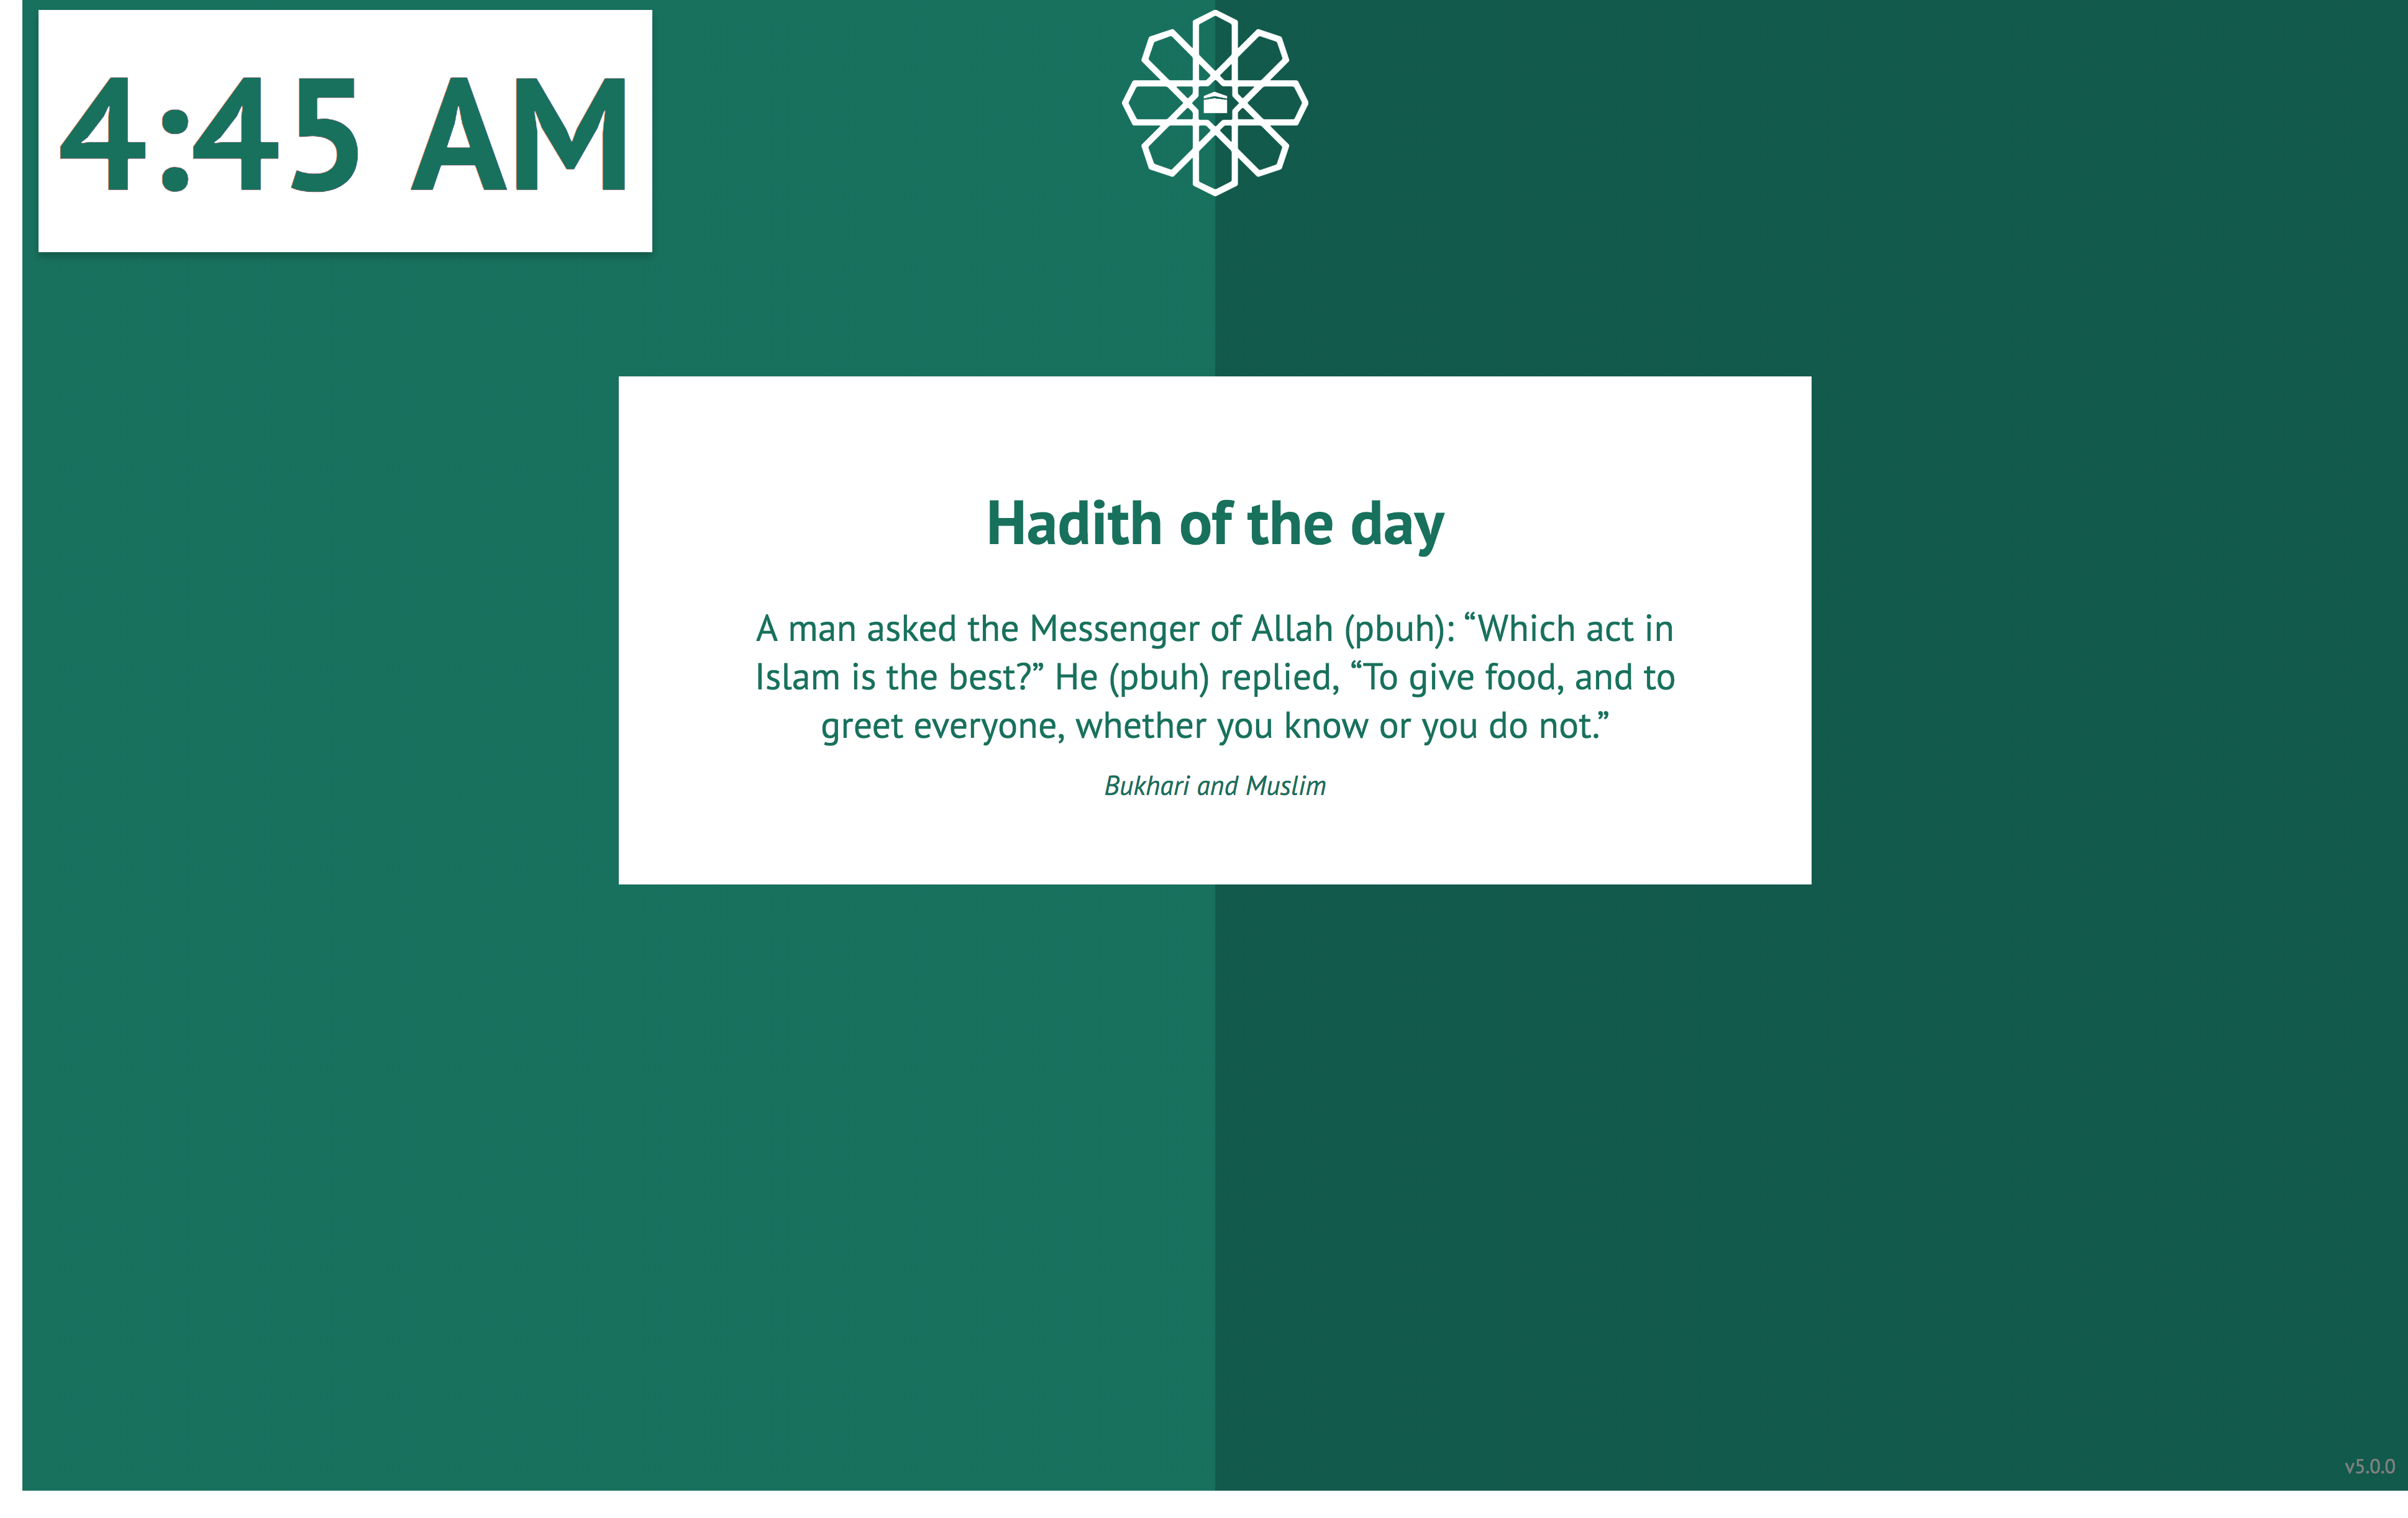 4:45 AM
Hadith of the day
A man asked the Messenger of Allah (pbuh): “Which act in
Islam is the best?” He (pbuh) replied, “To give food, and to
greet everyone, whether you know or you do not.”
Bukhari and Muslim
v5.0.0